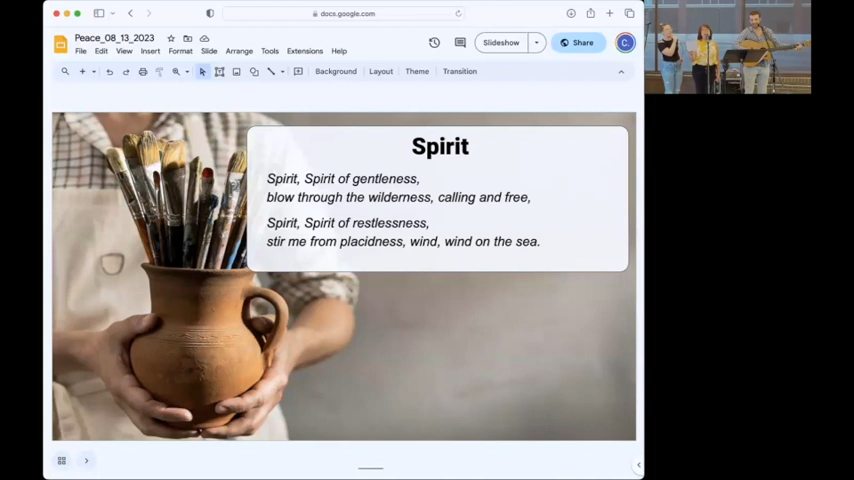 docs.google.com
Peace_08_13_2023
File Edit View Insert Format Slide Arrange Tools Extensions Help
Slideshow
Share
C.
Background Layout Theme Transition
Spirit
Spirit, Spirit of gentleness,
blow through the wilderness, calling and free,
Spirit, Spirit of restlessness,
stir me from placidness, wind, wind on the sea.